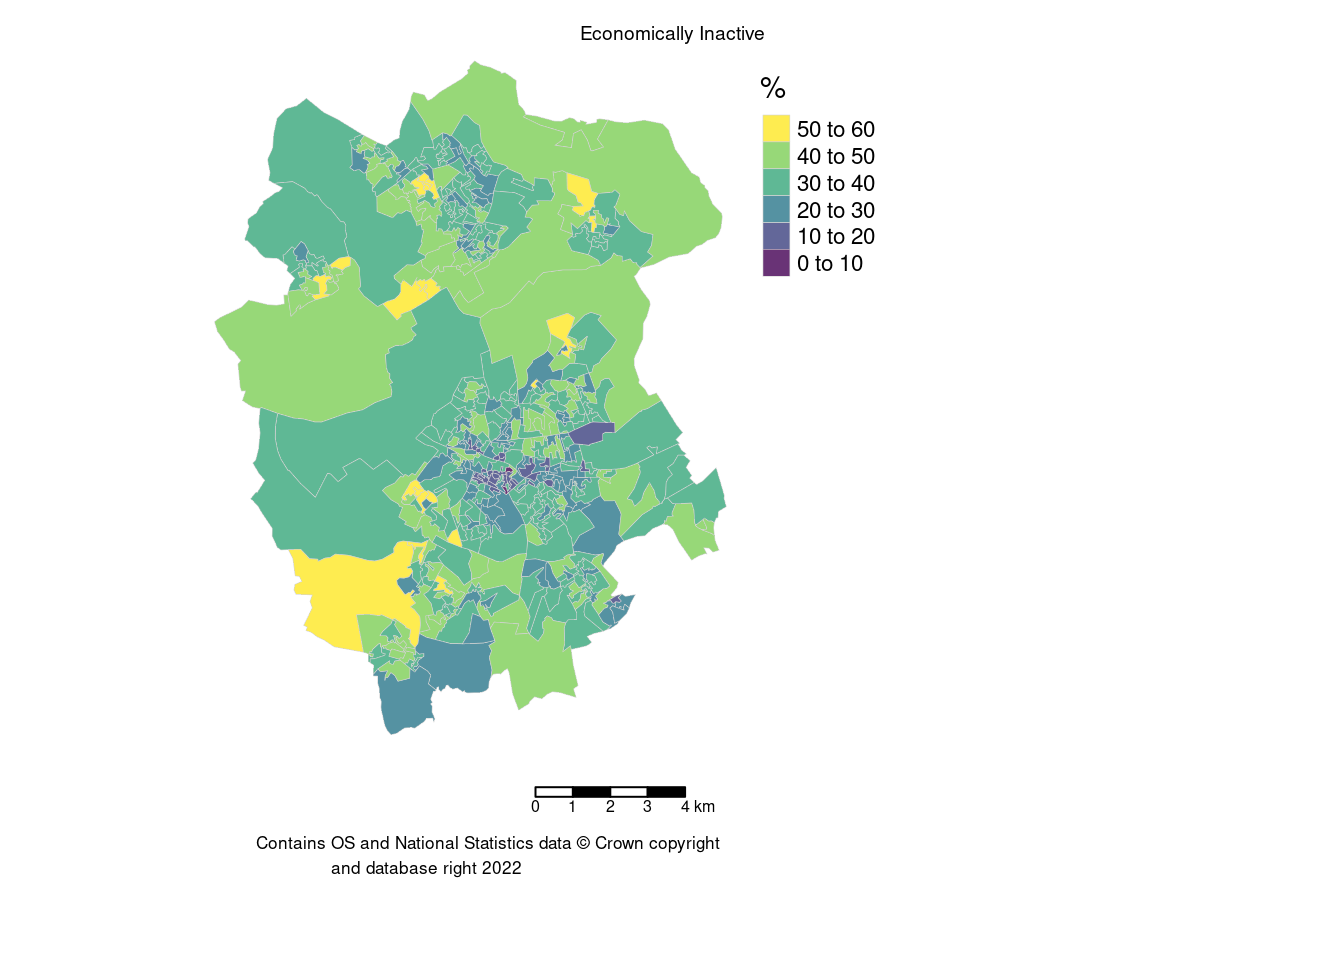 Economically Inactive
%
50 to 60
40 to 50
30 to 40
20 to 30
10 to 20
0 to 10
0 1 2 3 4 km
Contains OS and National Statistics data © Crown copyright
and database right 2022